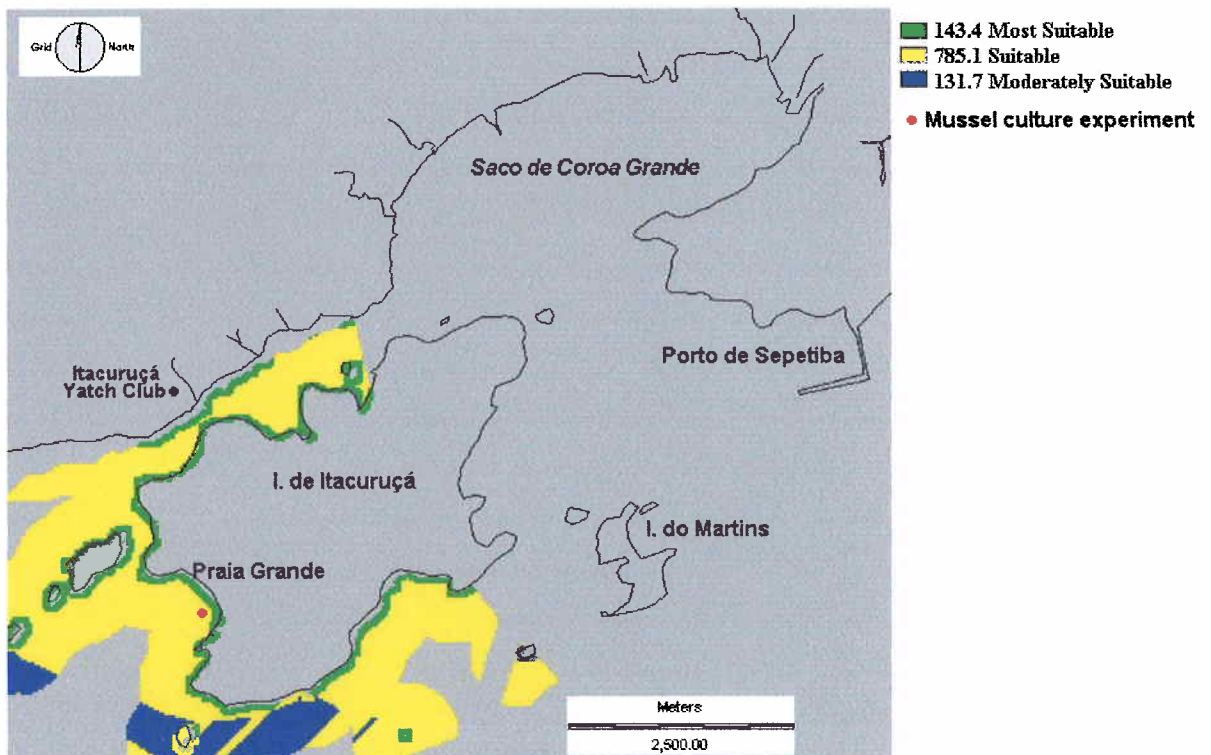 Grid North
143.4 Most Suitable
785.1 Suitable
131.7 Moderately Suitable
Mussel culture experiment
Saco de Coroa Grande
Porto de Sepetiba
Itacuruçá
Yatch Club
I. de Itacuruçá
I. do Martins
Praia Grande
Meters
2,500.00